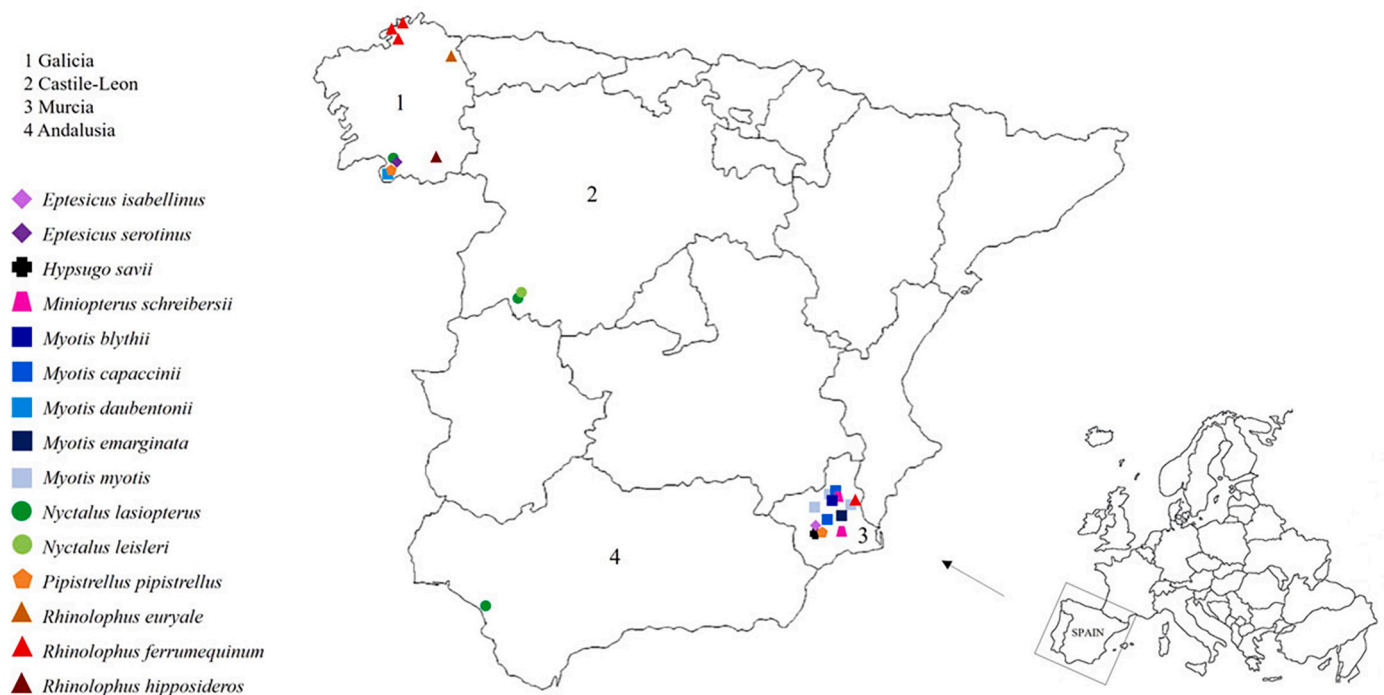 1 Galicia
2 Castile-Leon
3 Murcia
4 Andalusia
Eptesicus isabellinus
Eptesicus serotinus
Hypsugo savii
Miniopterus schreibersii
Myotis blythii
Myotis capaccinii
Myotis daubentonii
Myotis emarginata
Myotis myotis
Nyctalus lasiopterus
Nyctalus leisleri
Pipistrellus pipistrellus
Rhinolophus euryale
Rhinolophus ferrumequinum
Rhinolophus hipposideros
1
2
3
4
SPAIN